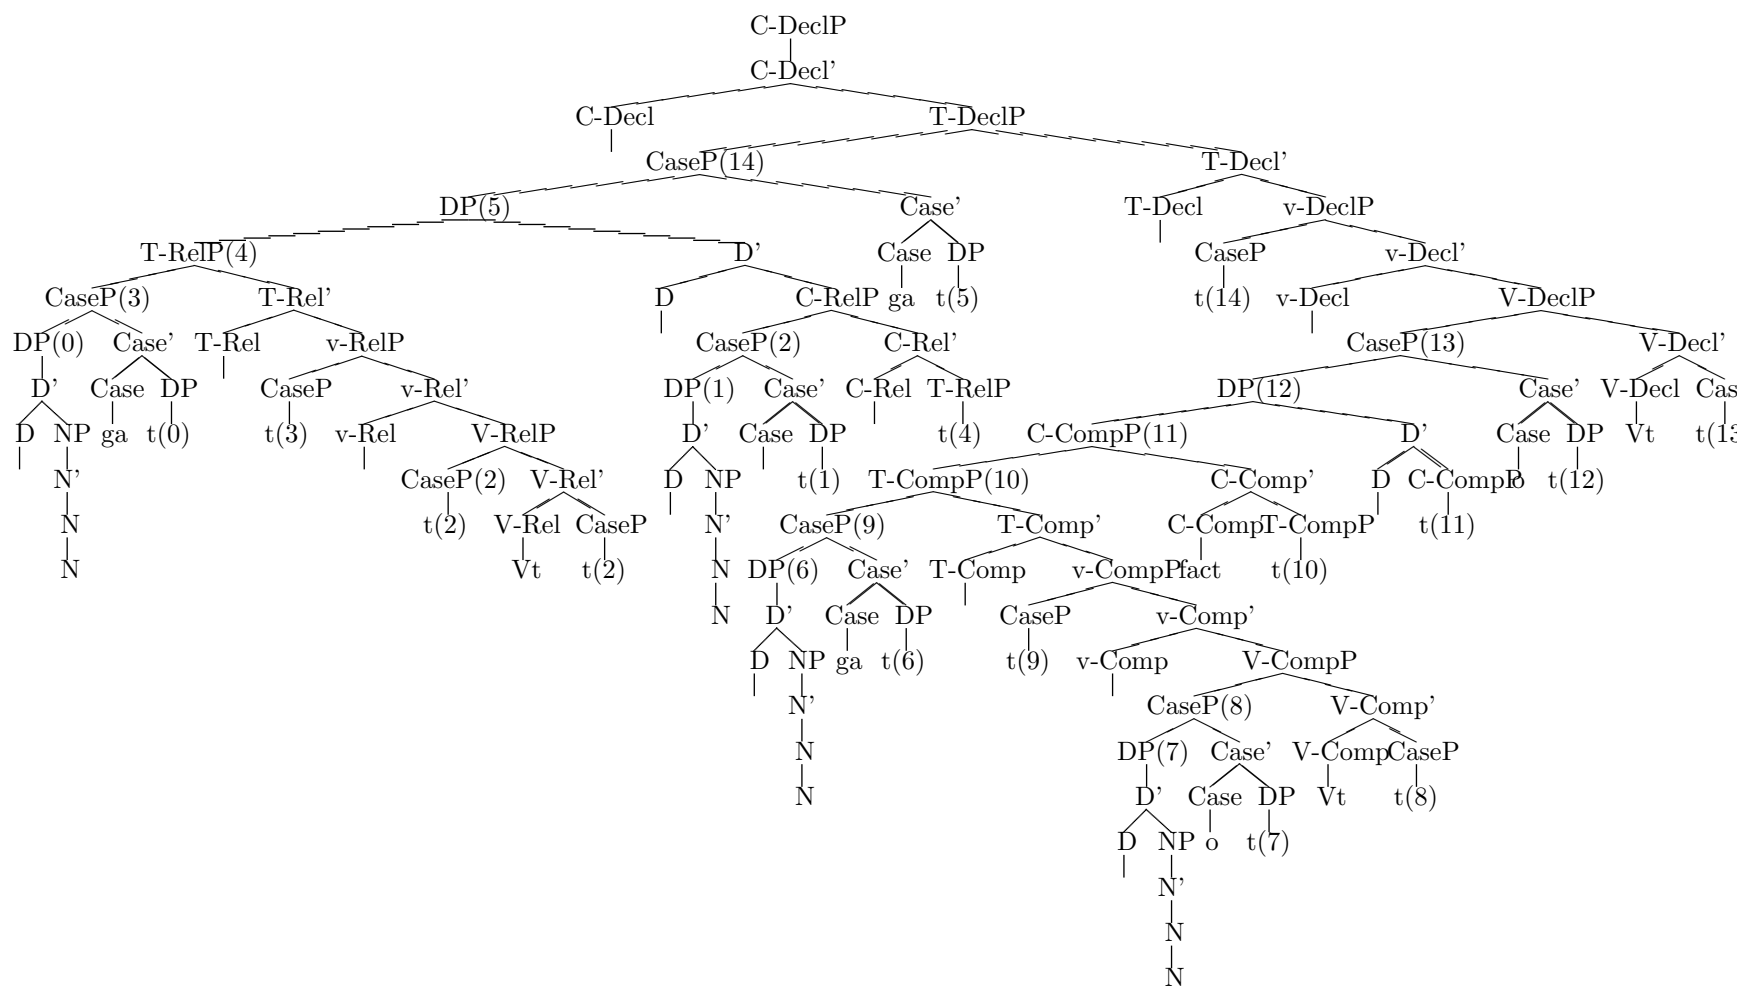 C-DeclP
C-Decl’
C-Decl T-DeclP
CaseP(14) T-Decl’
DP(5) Case’ T-Decl v-DeclP
T-RelP(4) D’ Case DP CaseP v-Decl’
CaseP(3) T-Rel’ D C-RelP ga t(5) t(14) v-Decl V-DeclP
DP(0) Case’ T-Rel v-RelP CaseP(2) C-Rel’ CaseP(13) V-Decl’
D’ Case DP CaseP v-Rel’ DP(1) Case’ C-Rel T-RelP DP(12) Case’ V-Decl
D NP ga t(0) t(3) v-Rel V-RelP D’ Case DP t(4) C-CompP(11) D’ Case DP Vt t(13
N’ CaseP(2) V-Rel’ D NP t(1) T-CompP(10) C-Comp’ D C-CompP o t(12)
N t(2) V-Rel CaseP N’ CaseP(9) T-Comp’ C-Comp T-CompP t(11)
N Vt t(2) N DP(6) Case’ T-Comp v-CompP fact t(10)
N D’ Case DP CaseP v-Comp’
D NP ga t(6) t(9) v-Comp V-CompP
N’ CaseP(8) V-Comp’
N DP(7) Case’ V-Comp CaseP
N D’ Case DP Vt t(8)
D NP o t(7)
N’
N
N